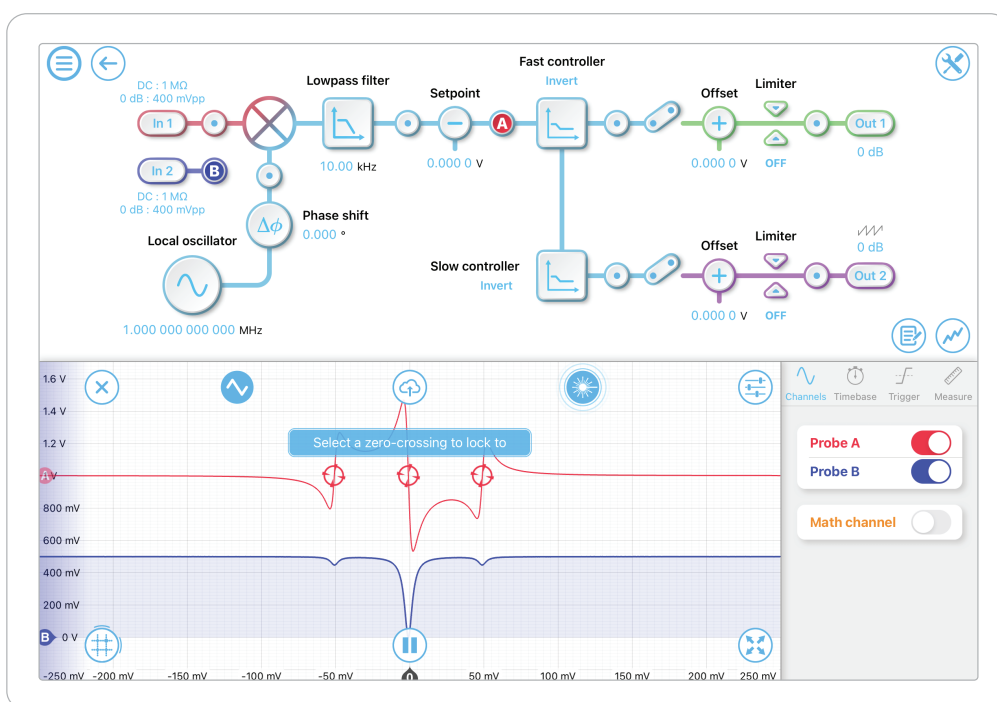 Fast controller
Invert
Lowpass filter
Limiter
DC : 1 MΩ
0 dB : 400 mVpp
Setpoint
Offset
In 1
A
Out 1
0.000 0 V
10.00 kHz
0.000 0 V
OFF
0 dB
In 2
B
DC : 1 MΩ
0 dB : 400 mVpp
Δϕ
Phase shift
0.000 °
Local oscillator
Limiter
Offset
0 dB
Slow controller
Invert
Out 2
0.000 0 V
OFF
1.000 000 000 000 MHz
1.6 V
1.4 V
1.2 V
A
V
800 mV
600 mV
400 mV
200 mV
B
0 V
Select a zero-crossing to lock to
-250 mV -200 mV -150 mV -100 mV -50 mV 0 50 mV 100 mV 150 mV 200 mV 250 mV
Channels Timebase Trigger Measure
Probe A
Probe B
Math channel